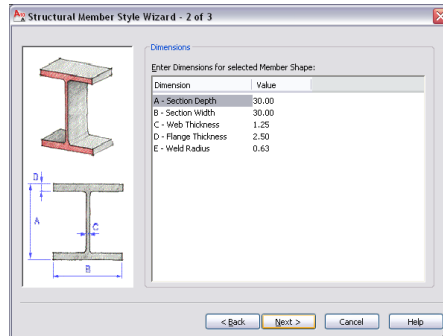 Structural Member Style Wizard - 2 of 3
Dimensions
Enter Dimensions for selected Member Shape:
Dimension Value
A - Section Depth 30.00
B - Section Width 30.00
C - Web Thickness 1.25
D - Flange Thickness 2.50
E - Weld Radius 0.63
D
A
C
B
< Back Next > Cancel Help